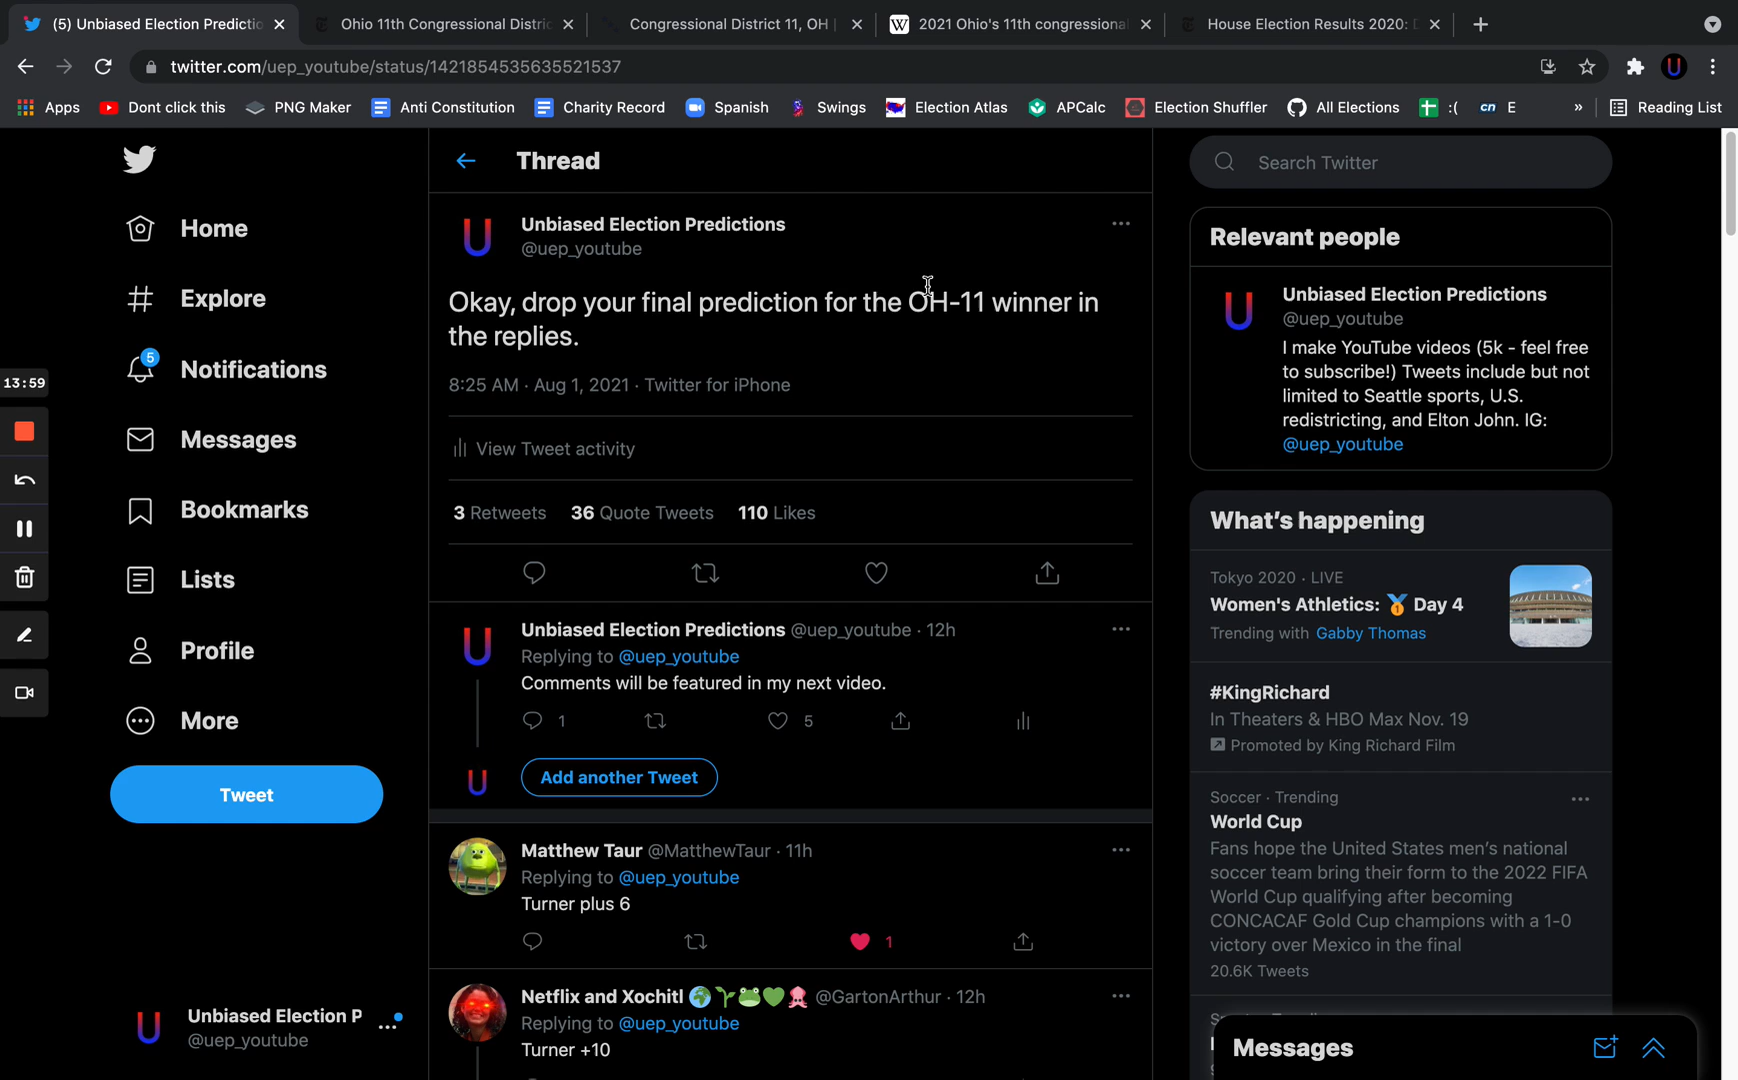 (5) Unbiased Election Predictio
Ohio 11th Congressional Distric
Congressional District 11, OH |
2021 Ohio's 11th congressional
House Election Results 2020: D
twitter.com/uep_youtube/status/1421854535635521537
Apps
Dont click this
PNG Maker
Anti Constitution
Charity Record
Spanish
Swings
Election Atlas
APCalc
Election Shuffler
All Elections
:(
cn E
»
Reading List
Home
Explore
5
Notifications
13:59
Messages
Bookmarks
Lists
Profile
More
Tweet
Unbiased Election P
@uep_youtube
Thread
Unbiased Election Predictions
@uep_youtube
Okay, drop your final prediction for the OH-11 winner in
the replies.
8:25 AM · Aug 1, 2021 · Twitter for iPhone
View Tweet activity
3 Retweets 36 Quote Tweets 110 Likes
Unbiased Election Predictions @uep_youtube · 12h
Replying to @uep_youtube
Comments will be featured in my next video.
1 5
Add another Tweet
Matthew Taur @MatthewTaur · 11h
Replying to @uep_youtube
Turner plus 6
1
Netflix and Xochitl 🌍🌱🐸💚🦑 @GartonArthur · 12h
Replying to @uep_youtube
Turner +10
Search Twitter
Relevant people
Unbiased Election Predictions
@uep_youtube
I make YouTube videos (5k - feel free
to subscribe!) Tweets include but not
limited to Seattle sports, U.S.
redistricting, and Elton John. IG:
@uep_youtube
What's happening
Tokyo 2020 · LIVE
Women's Athletics: 🏅 Day 4
Trending with Gabby Thomas
#KingRichard
In Theaters & HBO Max Nov. 19
Promoted by King Richard Film
Soccer · Trending
World Cup
Fans hope the United States men's national
soccer team bring their form to the 2022 FIFA
World Cup qualifying after becoming
CONCACAF Gold Cup champions with a 1-0
victory over Mexico in the final
20.6K Tweets
Messages